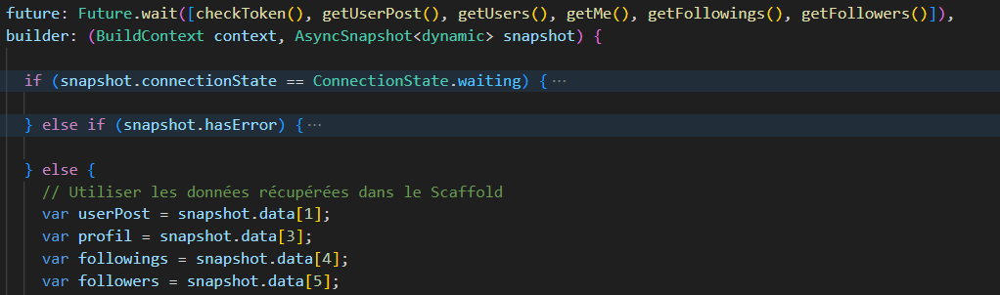 future: Future.wait([checkToken(), getUserPost(), getUsers(), getMe(), getFollowings(), getFollowers()]),
builder: (BuildContext context, AsyncSnapshot<dynamic> snapshot) {
if (snapshot.connectionState == ConnectionState.waiting) {···
} else if (snapshot.hasError) {···
} else {
// Utiliser les données récupérées dans le Scaffold
var userPost = snapshot.data[1];
var profil = snapshot.data[3];
var followings = snapshot.data[4];
var followers = snapshot.data[5];